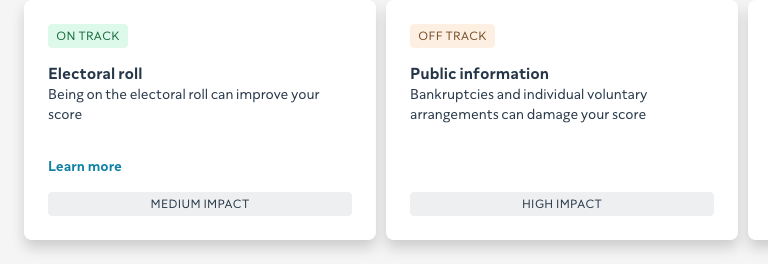 ON TRACK
Electoral roll
Being on the electoral roll can improve your
score
Learn more
MEDIUM IMPACT
OFF TRACK
Public information
Bankruptcies and individual voluntary
arrangements can damage your score
HIGH IMPACT